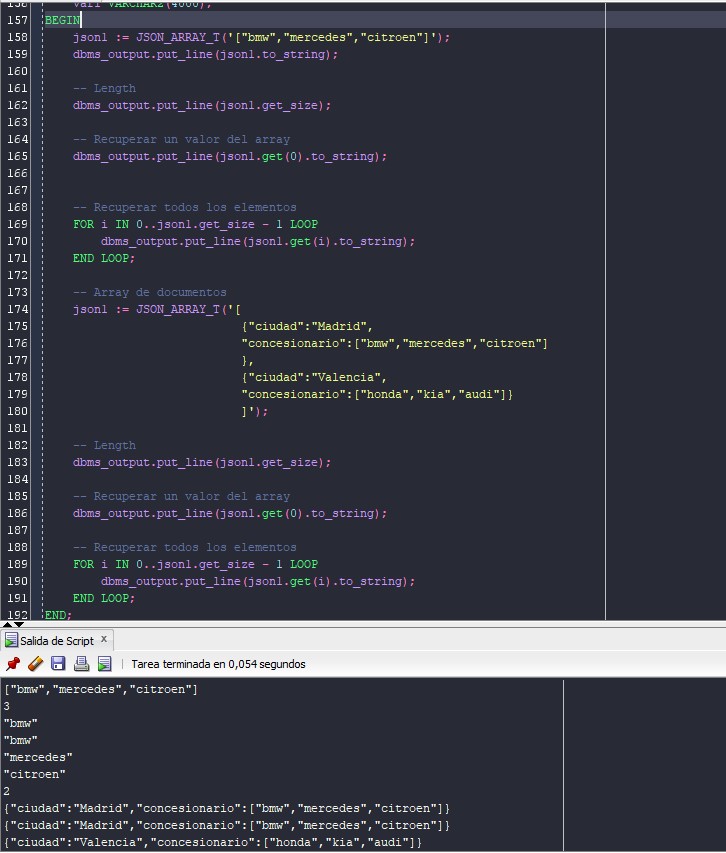 156 var1 VARCHAR2(4000);
157 BEGIN
158 json1 := JSON_ARRAY_T('["bmw","mercedes","citroen"]');
159 dbms_output.put_line(json1.to_string);
160
161 -- Length
162 dbms_output.put_line(json1.get_size);
163
164 -- Recuperar un valor del array
165 dbms_output.put_line(json1.get(0).to_string);
166
167
168 -- Recuperar todos los elementos
169 FOR i IN 0..json1.get_size - 1 LOOP
170 dbms_output.put_line(json1.get(i).to_string);
171 END LOOP;
172
173 -- Array de documentos
174 json1 := JSON_ARRAY_T('[
175 {"ciudad":"Madrid",
176 "concesionario":["bmw","mercedes","citroen"]
177 },
178 {"ciudad":"Valencia",
179 "concesionario":["honda","kia","audi"]}
180 ]');
181
182 -- Length
183 dbms_output.put_line(json1.get_size);
184
185 -- Recuperar un valor del array
186 dbms_output.put_line(json1.get(0).to_string);
187
188 -- Recuperar todos los elementos
189 FOR i IN 0..json1.get_size - 1 LOOP
190 dbms_output.put_line(json1.get(i).to_string);
191 END LOOP;
192 END;
Salida de Script x
Tarea terminada en 0,054 segundos
["bmw","mercedes","citroen"]
3
"bmw"
"bmw"
"mercedes"
"citroen"
2
{"ciudad":"Madrid","concesionario":["bmw","mercedes","citroen"]}
{"ciudad":"Madrid","concesionario":["bmw","mercedes","citroen"]}
{"ciudad":"Valencia","concesionario":["honda","kia","audi"]}